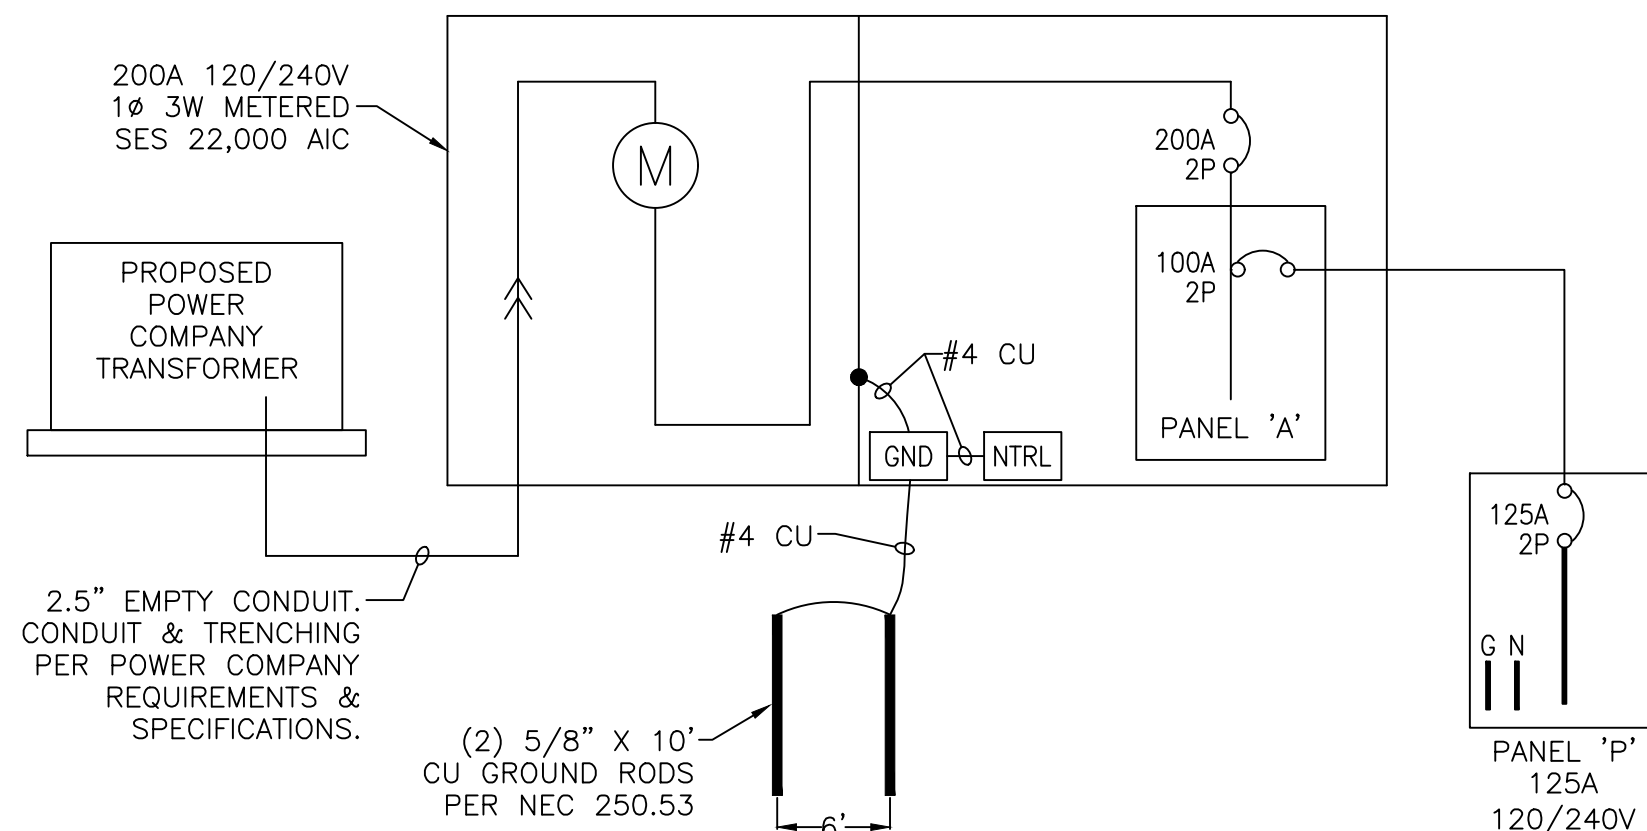 200A 120/240V
1ø 3W METERED
SES 22,000 AIC
M
200A
2P
PROPOSED
POWER
COMPANY
TRANSFORMER
100A
2P
#4 CU
PANEL 'A'
GND
NTRL
#4 CU
125A
2P
2.5" EMPTY CONDUIT.
CONDUIT & TRENCHING
PER POWER COMPANY
REQUIREMENTS &
SPECIFICATIONS.
G N
(2) 5/8" X 10'
CU GROUND RODS
PER NEC 250.53
6'
PANEL 'P'
125A
120/240V